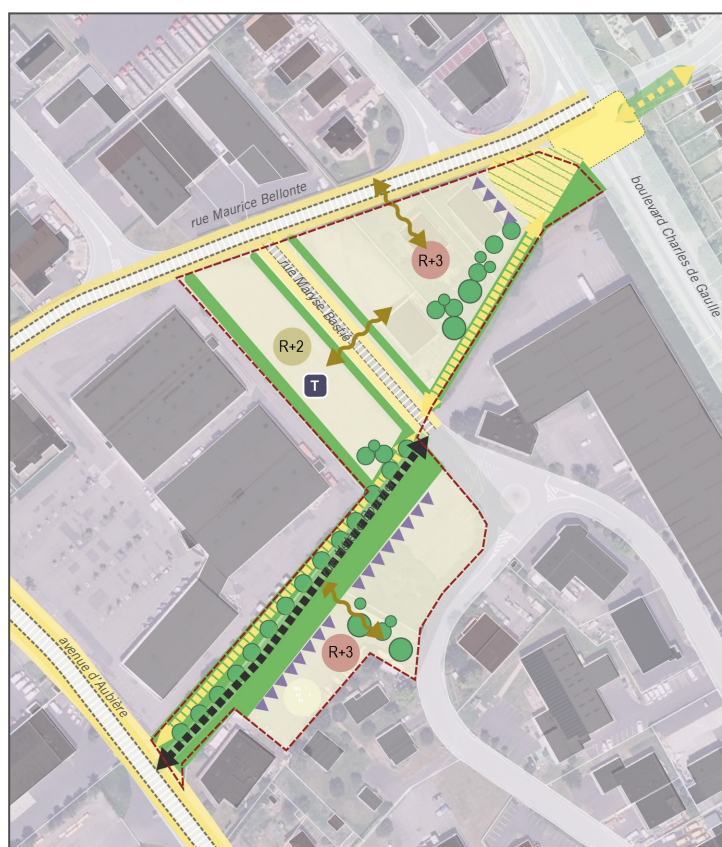 rue Maurice Bellonte
boulevard Charles de Gaulle
R+3
rue Maryse Bastié
R+2
T
R+3
avenue d'Aubière